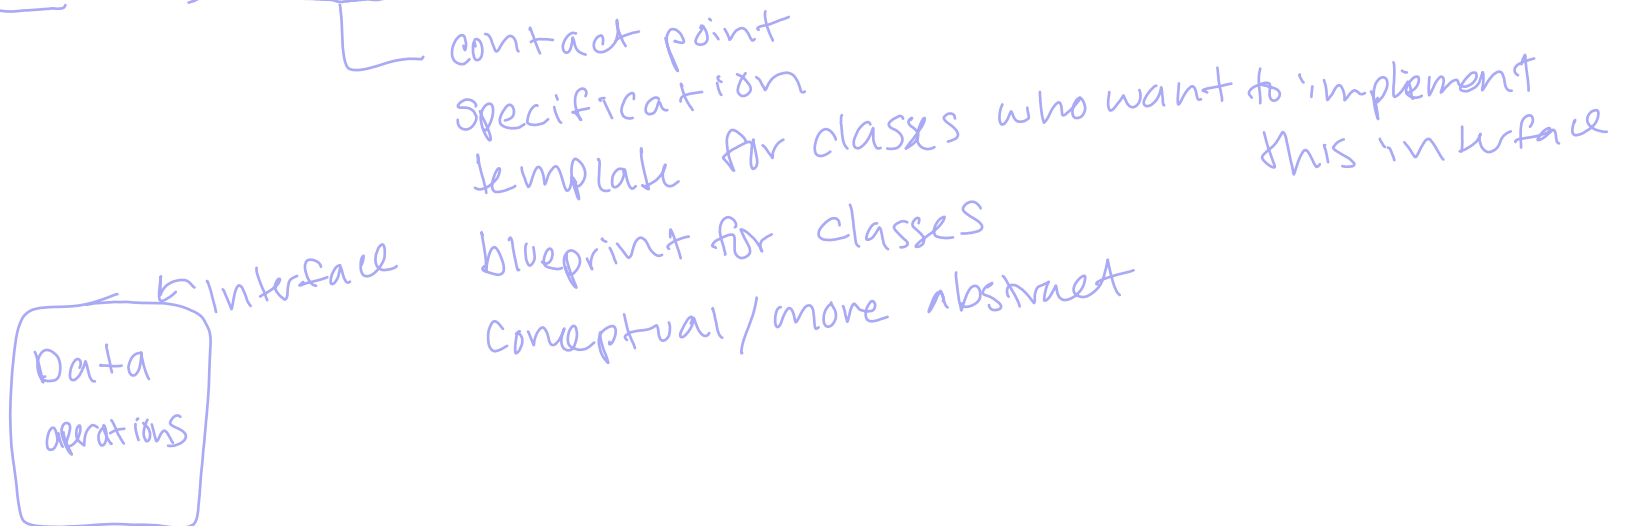 contact point
specification
template for classes who want to implement
this interface
blueprint for classes
Interface
conceptual/more abstract
Data
operations